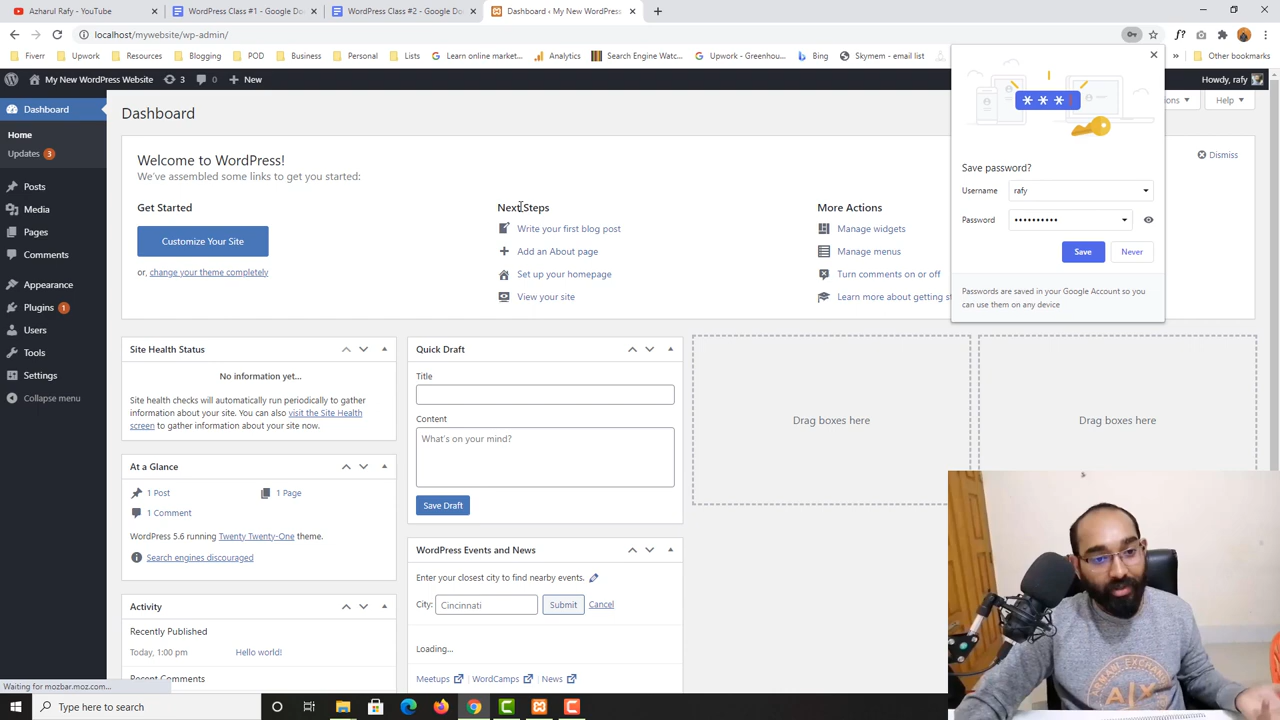 Azharul Rafy - YouTube
WordPress Class #1 - Google Do
WordPress Class #2 - Google Do
Dashboard ‹ My New WordPress
localhost/mywebsite/wp-admin/
f?
Fiverr
Upwork
Resources
Blogging
POD
Business
Personal
Lists
Learn online market...
Analytics
Search Engine Watc...
Upwork - Greenhou...
Bing
Skymem - email list
»
Other bookmarks
My New WordPress Website
3
0
New
Howdy, rafy
Dashboard
Home
Updates 3
Posts
Media
Pages
Comments
Appearance
Plugins 1
Users
Tools
Settings
Collapse menu
Dashboard
ons
Help
Welcome to WordPress!
We've assembled some links to get you started:
Dismiss
Get Started
Customize Your Site
or, change your theme completely
Next Steps
Write your first blog post
Add an About page
Set up your homepage
View your site
More Actions
Manage widgets
Manage menus
Turn comments on or off
Learn more about getting st
Save password?
Username rafy
Password ••••••••••
Save
Never
Passwords are saved in your Google Account so you
can use them on any device
Site Health Status
No information yet...
Site health checks will automatically run periodically to gather
information about your site. You can also visit the Site Health
screen to gather information about your site now.
At a Glance
1 Post
1 Page
1 Comment
WordPress 5.6 running Twenty Twenty-One theme.
Search engines discouraged
Activity
Recently Published
Today, 1:00 pm
Hello world!
Recent Comments
Quick Draft
Title
Content
What's on your mind?
Save Draft
WordPress Events and News
Enter your closest city to find nearby events.
City:
Cincinnati
Submit
Cancel
Loading...
Meetups
WordCamps
News
Drag boxes here
Drag boxes here
Waiting for mozbar.moz.com...
Type here to search
EXCHANGE
A|X